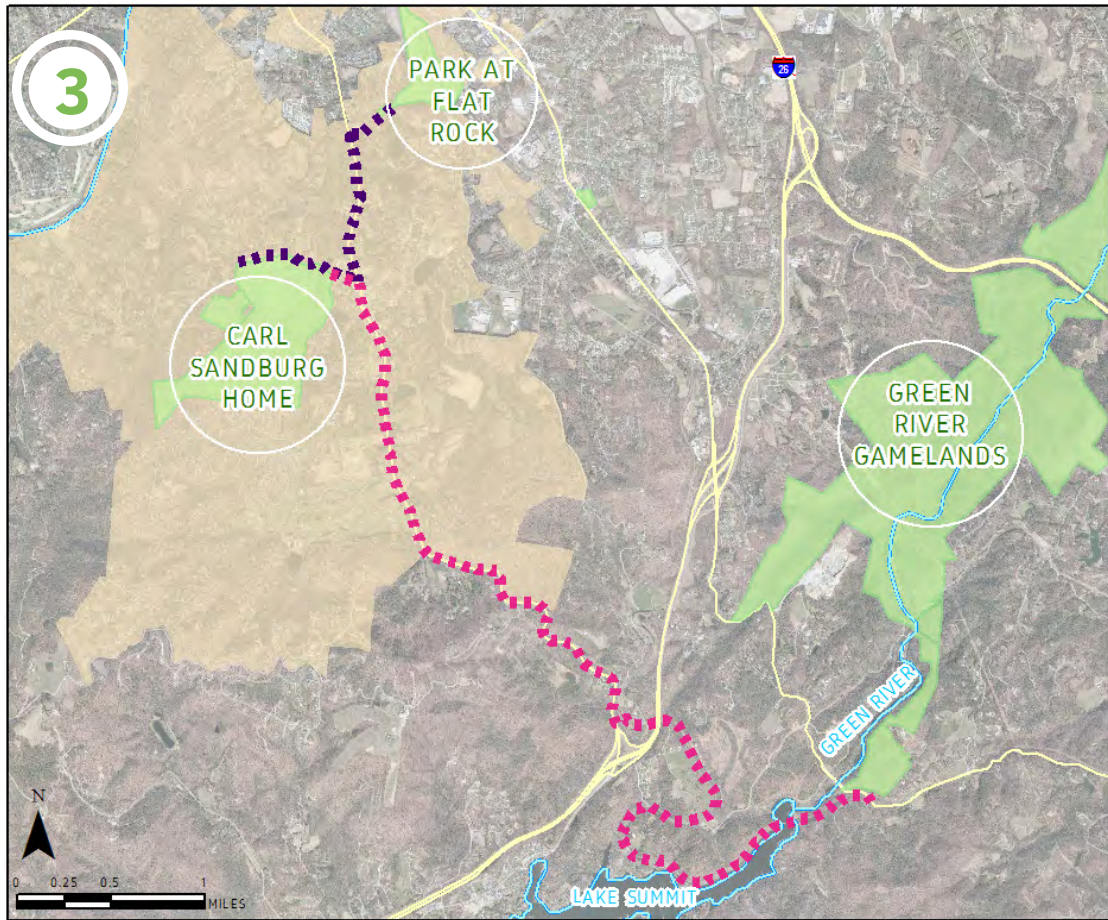 3
PARK AT
FLAT
ROCK
26
CARL
SANDBURG
HOME
GREEN
RIVER
GAMELANDS
GREEN RIVER
LAKE SUMMIT
N
0 0.25 0.5 1
MILES